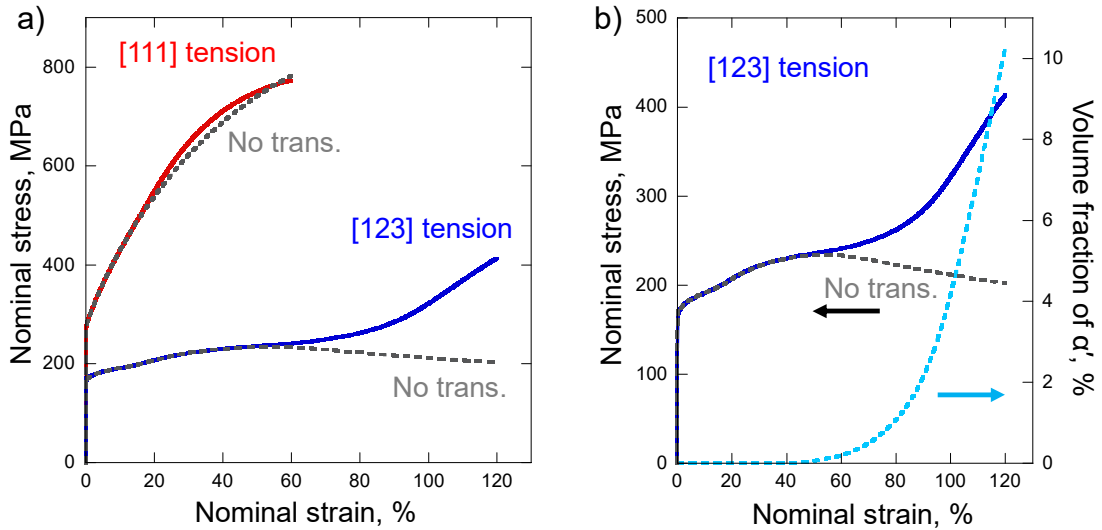 a)
[111] tension
No trans.
[123] tension
No trans.
Nominal stress, MPa
0
200
400
600
800
0 20 40 60 80 100 120
Nominal strain, %
b)
[123] tension
No trans.
Nominal stress, MPa
0
100
200
300
400
500
Volume fraction of α′, %
0
2
4
6
8
10
0 20 40 60 80 100 120
Nominal strain, %